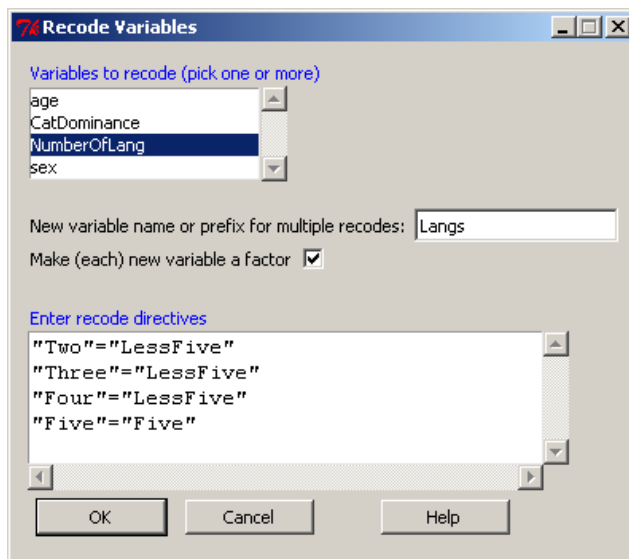 Recode Variables
Variables to recode (pick one or more)
age
CatDominance
NumberOfLang
sex
New variable name or prefix for multiple recodes: Langs
Make (each) new variable a factor
Enter recode directives
"Two"="LessFive"
"Three"="LessFive"
"Four"="LessFive"
"Five"="Five"
OK Cancel Help